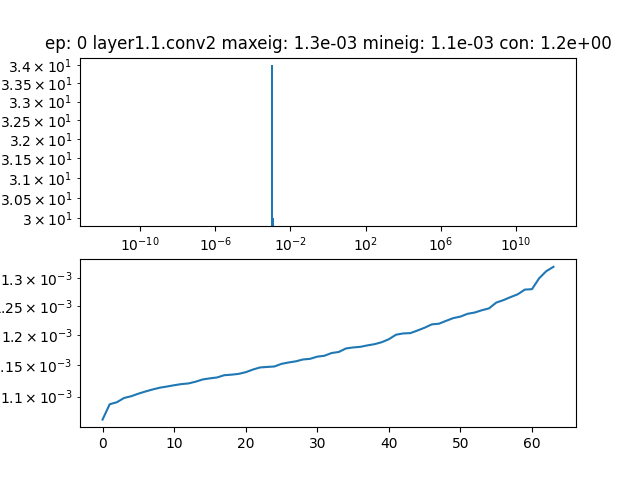 ep: 0 layer1.1.conv2 maxeig: 1.3e-03 mineig: 1.1e-03 con: 1.2e+00
3.4 × 10¹
3.35 × 10¹
3.3 × 10¹
3.25 × 10¹
3.2 × 10¹
3.15 × 10¹
3.1 × 10¹
3.05 × 10¹
3 × 10¹
10⁻¹⁰ 10⁻⁶ 10⁻² 10² 10⁶ 10¹⁰
1.3 × 10⁻³
1.25 × 10⁻³
1.2 × 10⁻³
1.15 × 10⁻³
1.1 × 10⁻³
0 10 20 30 40 50 60